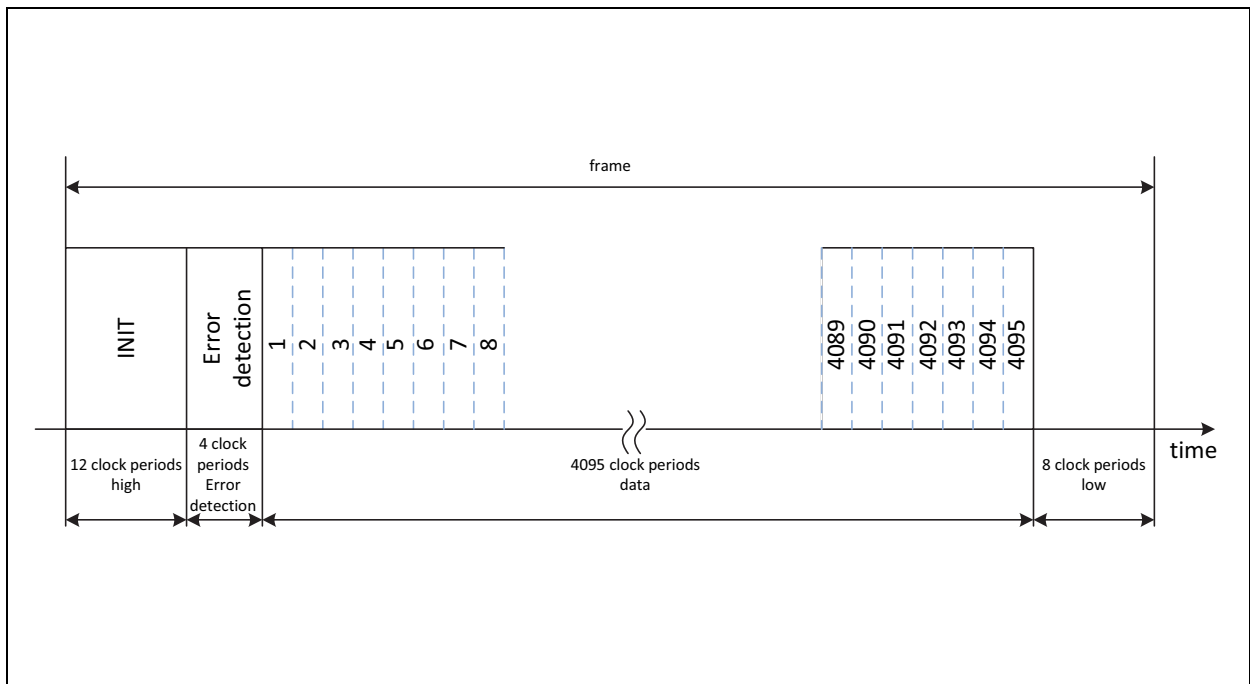 frame
INIT
Error
detection
1
2
3
4
5
6
7
8
4089
4090
4091
4092
4093
4094
4095
time
12 clock periods
high
4 clock
periods
Error
detection
4095 clock periods
data
8 clock periods
low